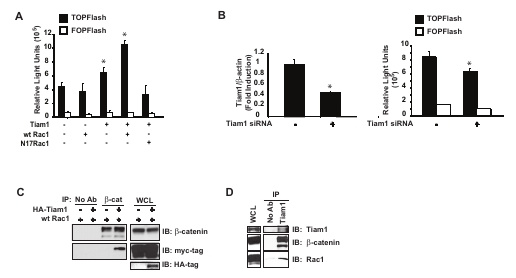 A
TOPFlash
FOPFlash
Relative Light Units (10⁵)
12
10
8
6
4
2
0
*
*
Tiam1 - - + + +
wt Rac1 - + - + -
N17Rac1 - - - - +
B
TOPFlash
FOPFlash
Tiam1/β-actin
(Fold Induction)
1.2
1
0.8
0.6
0.4
0.2
0
*
Tiam1 siRNA - +
Relative Light Units
10
8
6
4
2
0
*
Tiam1 siRNA - +
C
IP: No Ab β-cat WCL
HA-Tiam1 - + - + - +
wt Rac1 + + + + + +
IB: β-catenin
IB: myc-tag
IB: HA-tag
D
IP
WCL
No Ab
Tiam1
IB: Tiam1
IB: β-catenin
IB: Rac1